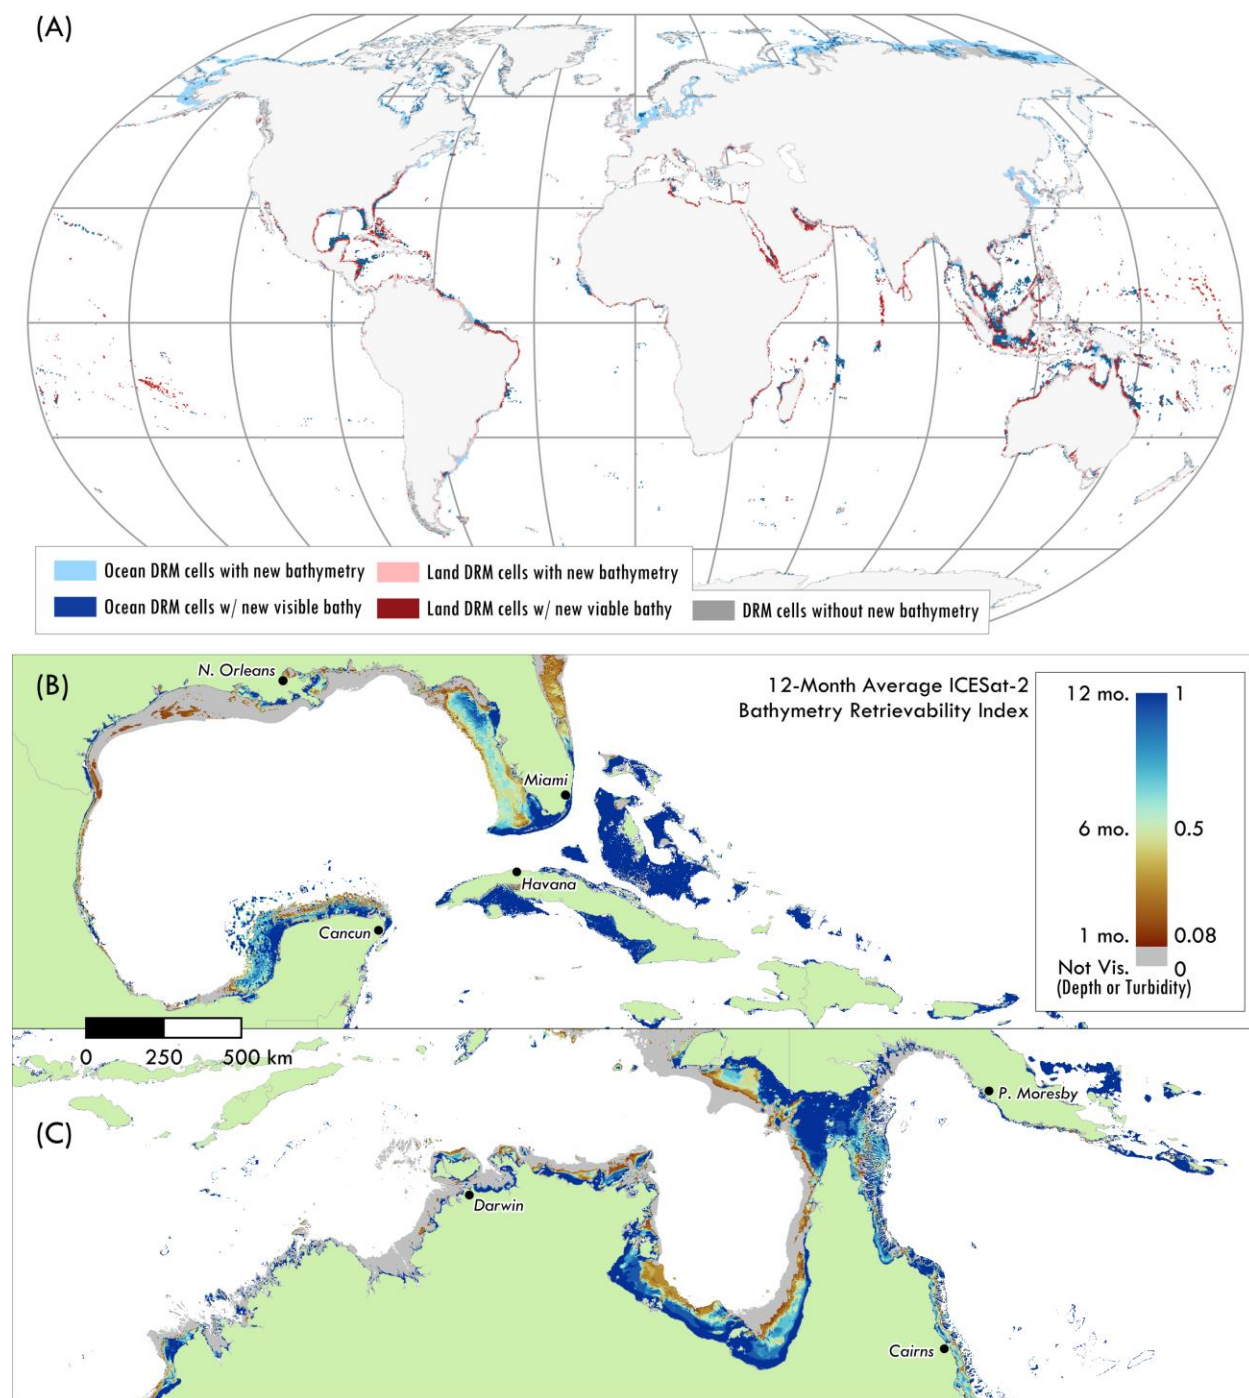 (A)
Ocean DRM cells with new bathymetry
Land DRM cells with new bathymetry
Ocean DRM cells w/ new visible bathy
Land DRM cells w/ new viable bathy
DRM cells without new bathymetry
(B)
N. Orleans
Miami
Havana
Cancun
12-Month Average ICESat-2
Bathymetry Retrievability Index
12 mo.
1
6 mo.
0.5
1 mo.
0.08
Not Vis.
0
(Depth or Turbidity)
0
250
500 km
(C)
P. Moresby
Darwin
Cairns